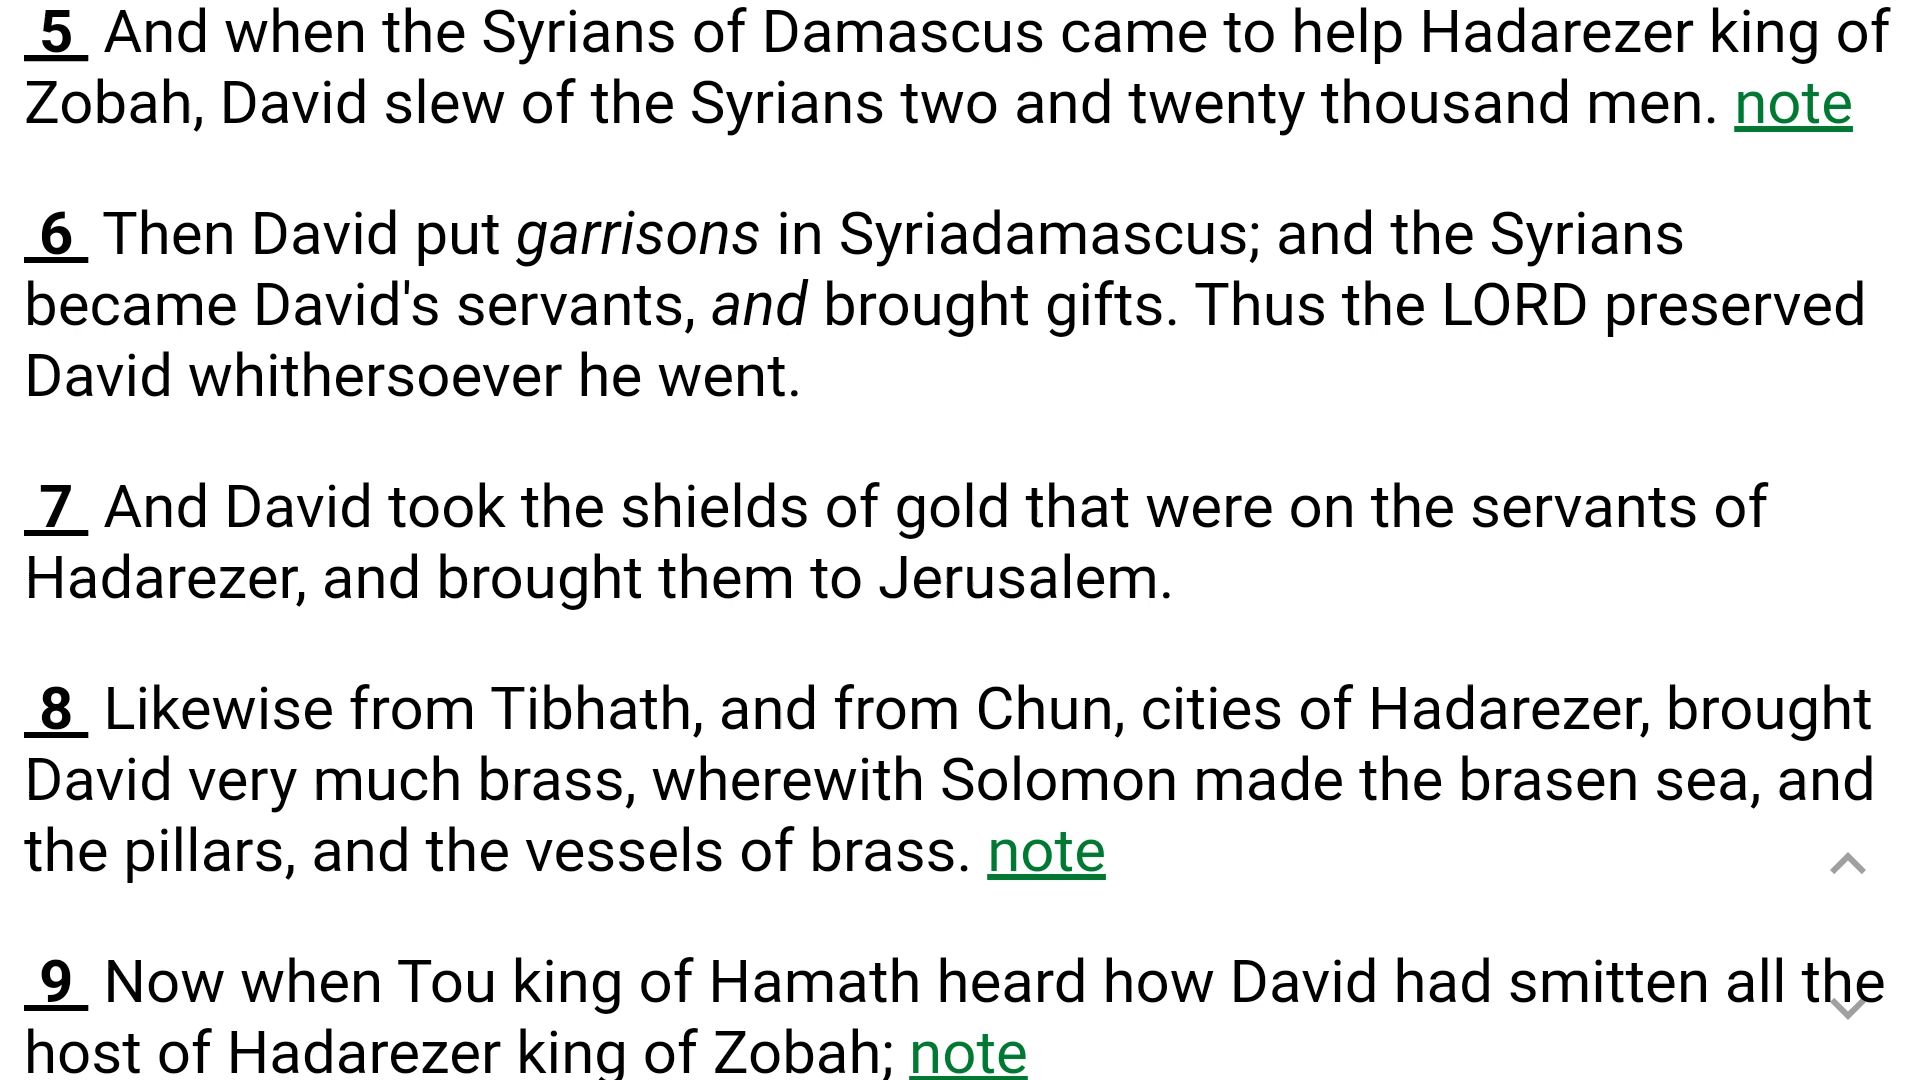 5 And when the Syrians of Damascus came to help Hadarezer king of
Zobah, David slew of the Syrians two and twenty thousand men. note
6 Then David put garrisons in Syriadamascus; and the Syrians
became David's servants, and brought gifts. Thus the LORD preserved
David whithersoever he went.
7 And David took the shields of gold that were on the servants of
Hadarezer, and brought them to Jerusalem.
8 Likewise from Tibhath, and from Chun, cities of Hadarezer, brought
David very much brass, wherewith Solomon made the brasen sea, and
the pillars, and the vessels of brass. note
9 Now when Tou king of Hamath heard how David had smitten all the
host of Hadarezer king of Zobah; note